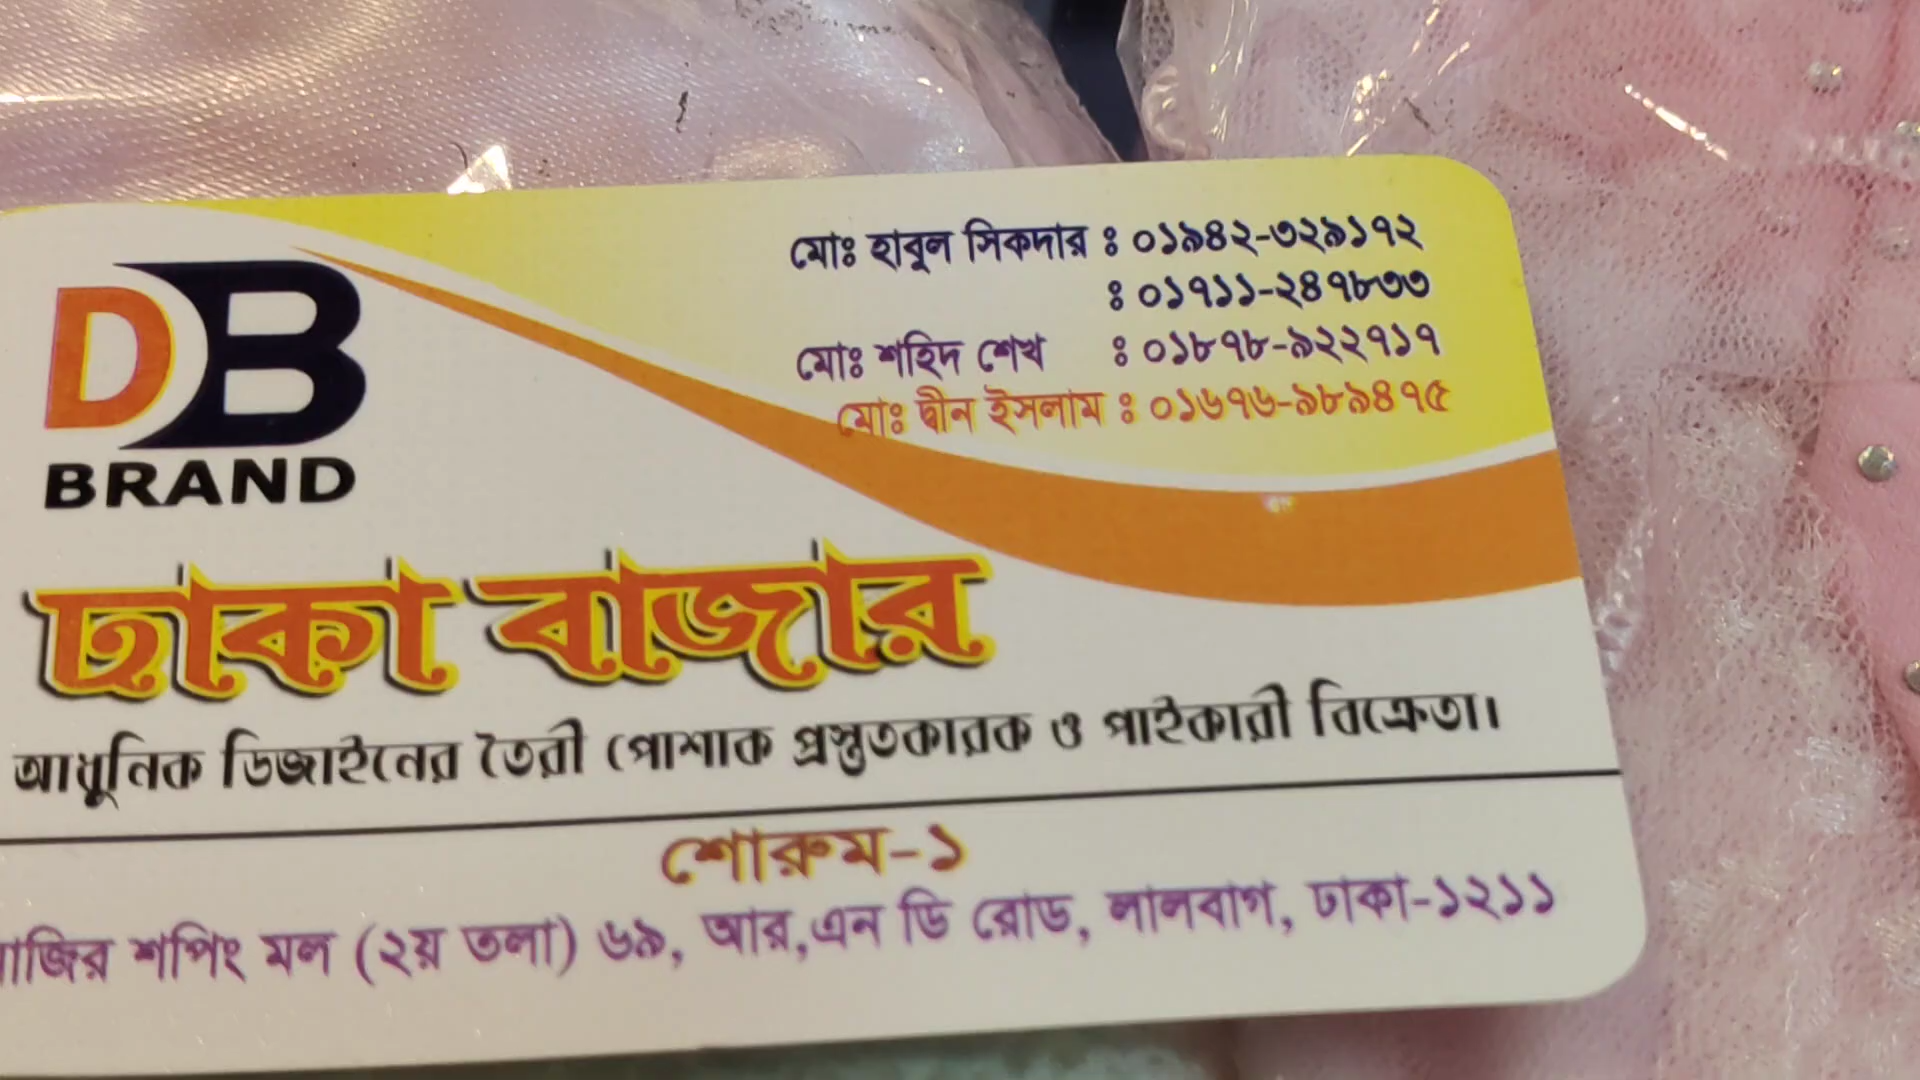 মোঃ হাবুল সিকদার ঃ ০১৯৪২-৩২৯১৭২
ঃ ০১৭১১-২৪৭৮৩৩
মোঃ শহিদ শেখ ঃ ০১৮৭৮-৯২২৭১৭
মোঃ দ্বীন ইসলাম ঃ ০১৬৭৬-৯৮৯৪৭৫
DB
BRAND
ঢাকা বাজার
আধুনিক ডিজাইনের তৈরী পোশাক প্রস্তুতকারক ও পাইকারী বিক্রেতা।
শোরুম-১
শপিং মল (২য় তলা) ৬৯, আর,এন ডি রোড, লালবাগ, ঢাকা-১২১১